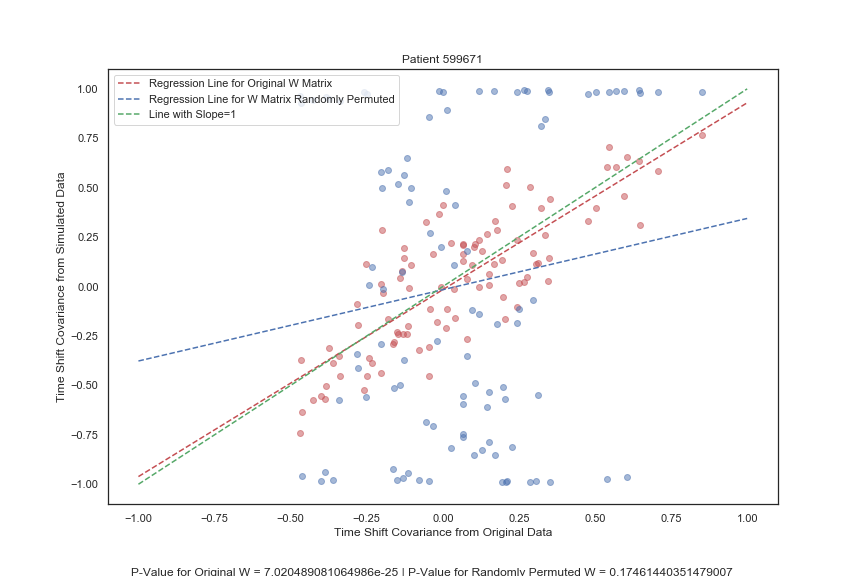 Patient 599671
Regression Line for Original W Matrix
Regression Line for W Matrix Randomly Permuted
Line with Slope=1
Time Shift Covariance from Simulated Data
1.00
0.75
0.50
0.25
0.00
−0.25
−0.50
−0.75
−1.00
−1.00 −0.75 −0.50 −0.25 0.00 0.25 0.50 0.75 1.00
Time Shift Covariance from Original Data
P-Value for Original W = 7.020489081064986e-25 | P-Value for Randomly Permuted W = 0.17461440351479007